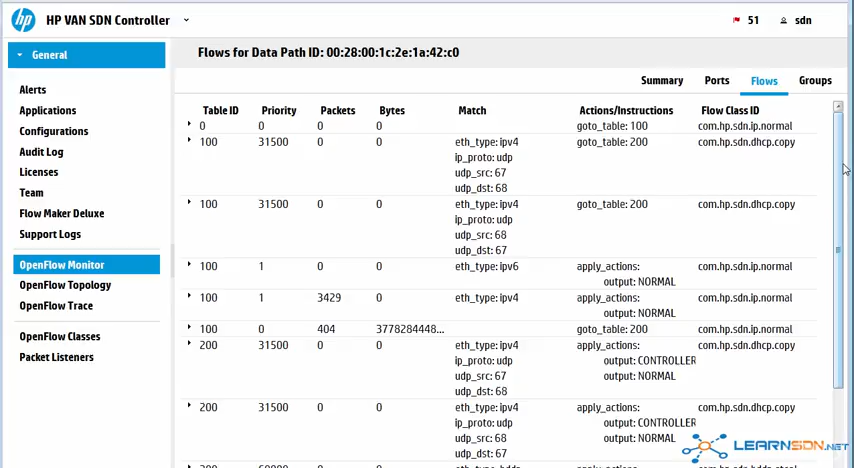 hp HP VAN SDN Controller 51 sdn
General
Flows for Data Path ID: 00:28:00:1c:2e:1a:42:c0
Summary Ports Flows Groups
Alerts
Applications
Configurations
Audit Log
Licenses
Team
Flow Maker Deluxe
Support Logs
OpenFlow Monitor
OpenFlow Topology
OpenFlow Trace
OpenFlow Classes
Packet Listeners
Table ID Priority Packets Bytes Match Actions/Instructions Flow Class ID
0 0 0 0 goto_table: 100 com.hp.sdn.ip.normal
100 31500 0 0 eth_type: ipv4 goto_table: 200 com.hp.sdn.dhcp.copy
ip_proto: udp
udp_src: 67
udp_dst: 68
100 31500 0 0 eth_type: ipv4 goto_table: 200 com.hp.sdn.dhcp.copy
ip_proto: udp
udp_src: 68
udp_dst: 67
100 1 0 0 eth_type: ipv6 apply_actions: com.hp.sdn.ip.normal
output: NORMAL
100 1 3429 0 eth_type: ipv4 apply_actions: com.hp.sdn.ip.normal
output: NORMAL
100 0 404 3778284448... goto_table: 200 com.hp.sdn.ip.normal
200 31500 0 0 eth_type: ipv4 apply_actions: com.hp.sdn.dhcp.copy
ip_proto: udp output: CONTROLLER
udp_src: 67 output: NORMAL
udp_dst: 68
200 31500 0 0 eth_type: ipv4 apply_actions: com.hp.sdn.dhcp.copy
ip_proto: udp output: CONTROLLER
udp_src: 68 output: NORMAL
udp_dst: 67
LEARNSDN.NET